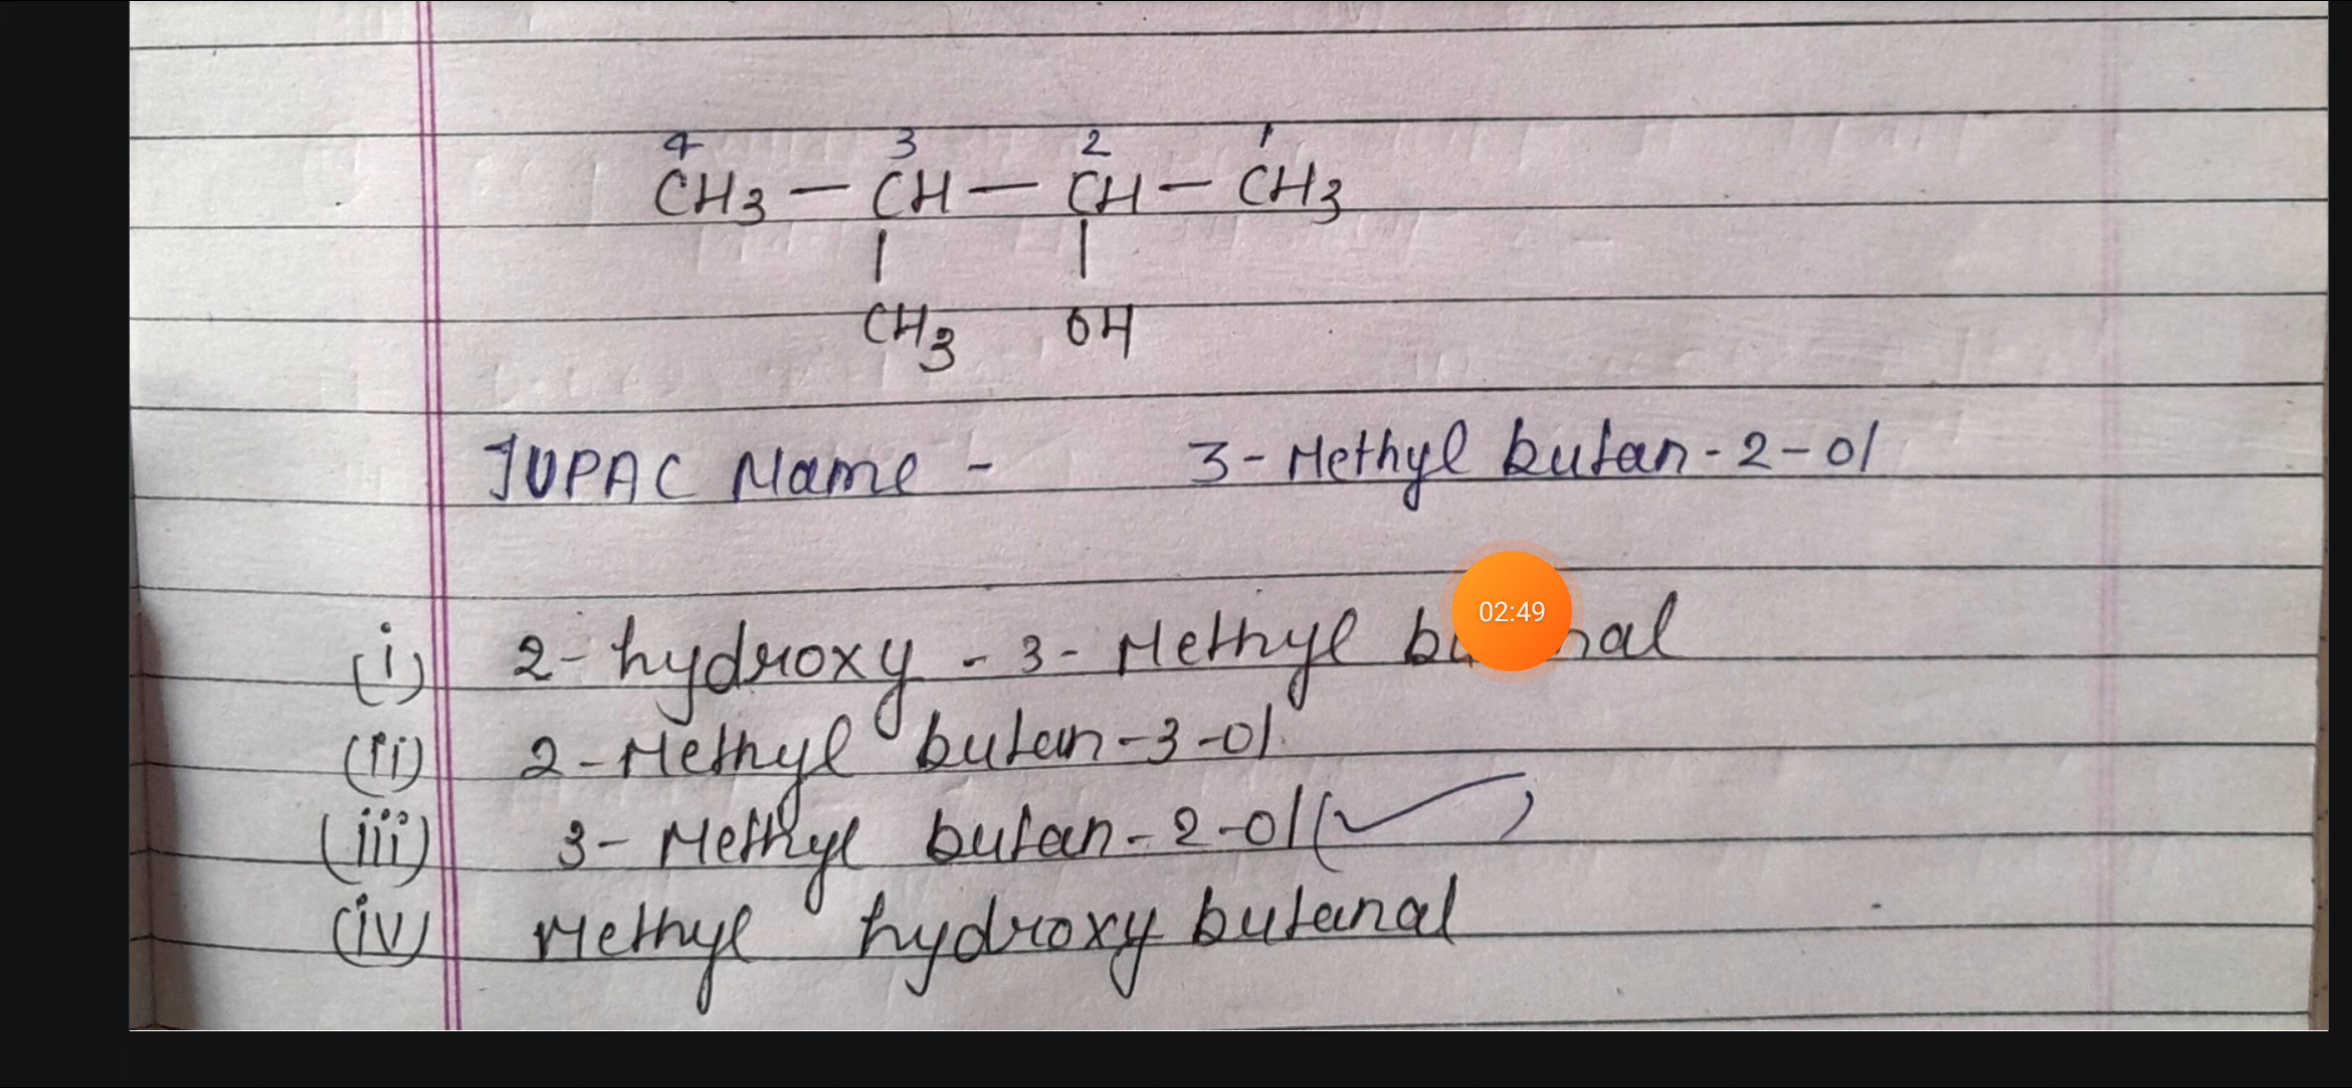 4 3 2 1
CH3 — CH — CH — CH3
| |
CH3 OH
IUPAC Name - 3-Methyl butan-2-ol
02:49
(i) 2-hydroxy-3-Methyl
(ii) 2-Methyl butan-3-ol
(iii) 3-Methyl butan-2-ol (✓)
(iv) Methyl hydroxy butanal